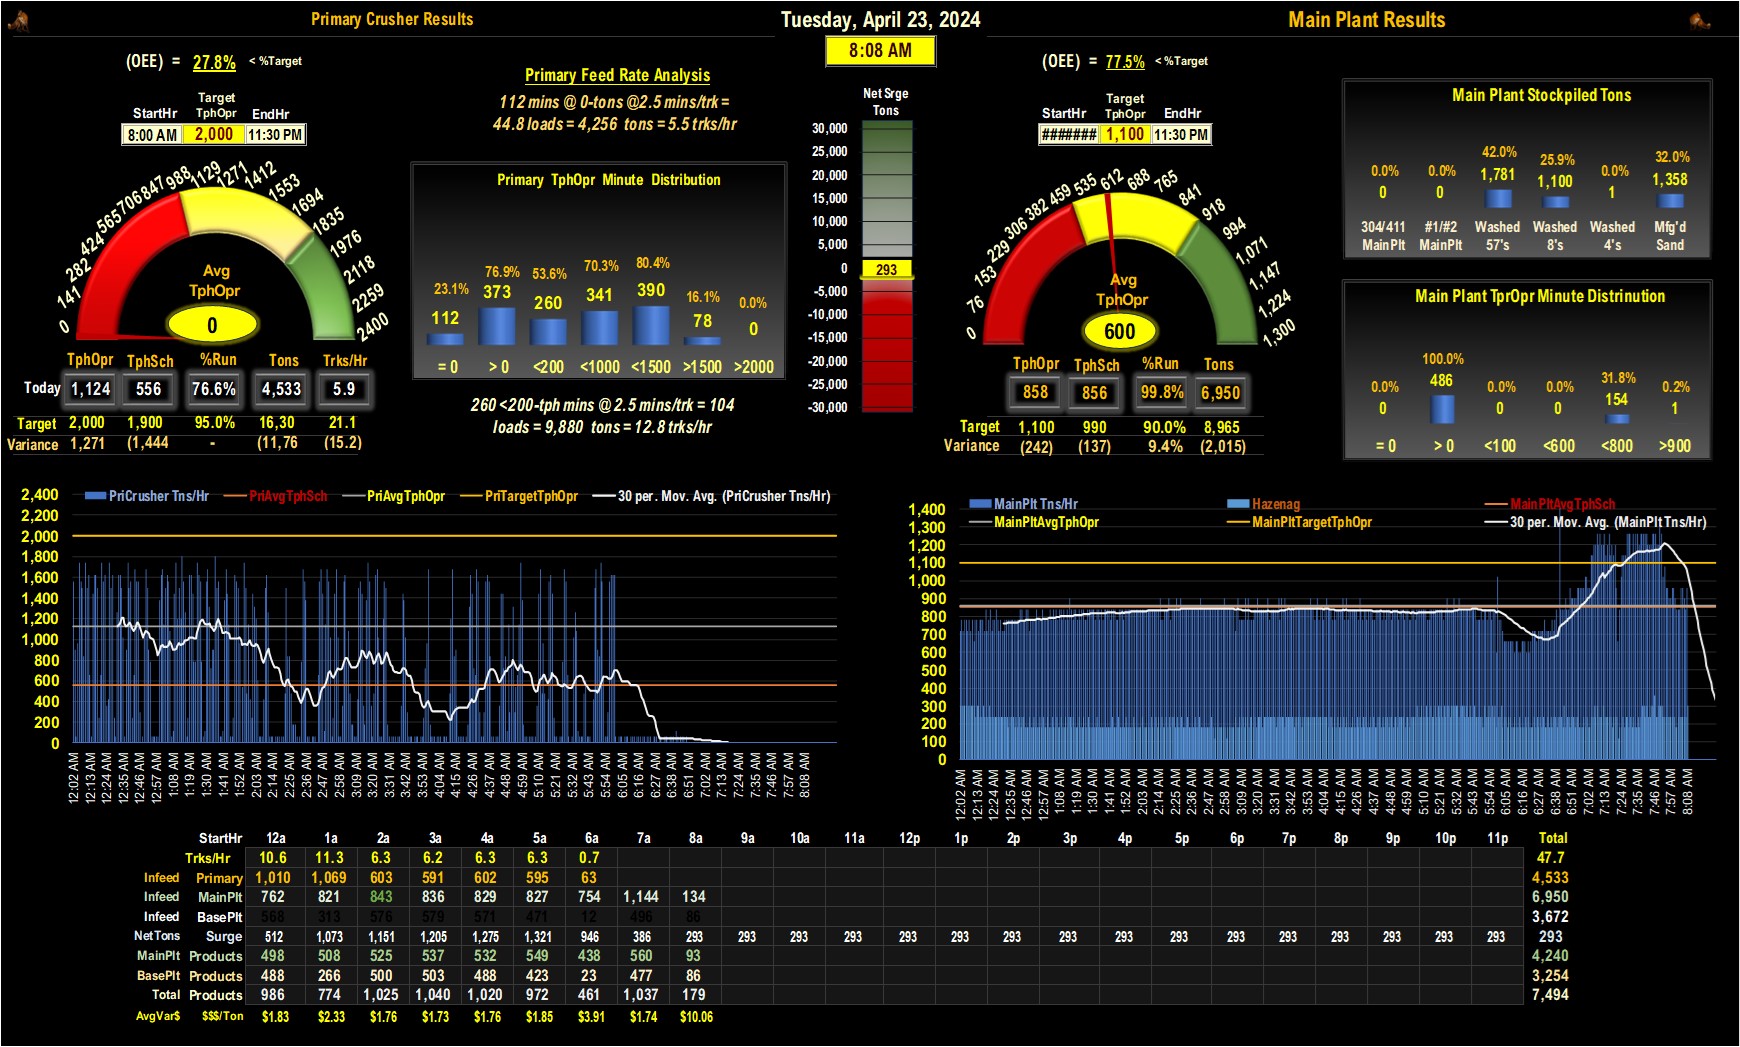 Primary Crusher Results
Tuesday, April 23, 2024
Main Plant Results
8:08 AM
(OEE) = 27.8% < %Target
Primary Feed Rate Analysis
112 mins @ 0-tons @2.5 mins/trk =
44.8 loads = 4,256 tons = 5.5 trks/hr
StartHr Target TphOpr EndHr
8:00 AM 2,000 11:30 PM
0 141 282 424 565 706 847 988 1129 1271 1412 1553 1694 1835 1976 2118 2259 2400
Avg
TphOpr
0
TphOpr TphSch %Run Tons Trks/Hr
Today 1,124 556 76.6% 4,533 5.9
Target 2,000 1,900 95.0% 16,30 21.1
Variance 1,271 (1,444 - (11,76 (15.2)
Primary TphOpr Minute Distribution
23.1% 76.9% 53.6% 70.3% 80.4% 16.1% 0.0%
112 373 260 341 390 78 0
= 0 > 0 <200 <1000 <1500 >1500 >2000
260 <200-tph mins @ 2.5 mins/trk = 104
loads = 9,880 tons = 12.8 trks/hr
Net Srge
Tons
30,000
25,000
20,000
15,000
10,000
5,000
0 293
-5,000
-10,000
-15,000
-20,000
-25,000
-30,000
(OEE) = 77.5% < %Target
StartHr Target TphOpr EndHr
####### 1,100 11:30 PM
0 76 153 229 306 382 459 535 612 688 765 841 918 994 1,071 1,147 1,224 1,300
Avg
TphOpr
600
TphOpr TphSch %Run Tons
858 856 99.8% 6,950
Target 1,100 990 90.0% 8,965
Variance (242) (137) 9.4% (2,015)
Main Plant Stockpiled Tons
0.0% 0.0% 42.0% 25.9% 0.0% 32.0%
0 0 1,781 1,100 1 1,358
304/411 #1/#2 Washed Washed Washed Mfg'd
MainPlt MainPlt 57's 8's 4's Sand
Main Plant TprOpr Minute Distrinution
0.0% 100.0% 0.0% 0.0% 31.8% 0.2%
0 486 0 0 154 1
= 0 > 0 <100 <600 <800 >900
PriCrusher Tns/Hr PriAvgTphSch PriAvgTphOpr PriTargetTphOpr 30 per. Mov. Avg. (PriCrusher Tns/Hr)
2,400
2,200
2,000
1,800
1,600
1,400
1,200
1,000
800
600
400
200
0
12:02 AM 12:13 AM 12:24 AM 12:35 AM 12:46 AM 12:57 AM 1:08 AM 1:19 AM 1:30 AM 1:41 AM 1:52 AM 2:03 AM 2:14 AM 2:25 AM 2:36 AM 2:47 AM 2:58 AM 3:09 AM 3:20 AM 3:31 AM 3:42 AM 3:53 AM 4:04 AM 4:15 AM 4:26 AM 4:37 AM 4:48 AM 4:59 AM 5:10 AM 5:21 AM 5:32 AM 5:43 AM 5:54 AM 6:05 AM 6:16 AM 6:27 AM 6:38 AM 6:51 AM 7:02 AM 7:13 AM 7:24 AM 7:35 AM 7:46 AM 7:57 AM 8:08 AM
MainPlt Tns/Hr Hazenag MainPltAvgTphSch
MainPltAvgTphOpr MainPltTargetTphOpr 30 per. Mov. Avg. (MainPlt Tns/Hr)
1,400
1,300
1,200
1,100
1,000
900
800
700
600
500
400
300
200
100
0
12:02 AM 12:13 AM 12:24 AM 12:35 AM 12:46 AM 12:57 AM 1:08 AM 1:19 AM 1:30 AM 1:41 AM 1:52 AM 2:03 AM 2:14 AM 2:25 AM 2:36 AM 2:47 AM 2:58 AM 3:09 AM 3:20 AM 3:31 AM 3:42 AM 3:53 AM 4:04 AM 4:15 AM 4:26 AM 4:37 AM 4:48 AM 4:59 AM 5:10 AM 5:21 AM 5:32 AM 5:43 AM 5:54 AM 6:05 AM 6:16 AM 6:27 AM 6:38 AM 6:51 AM 7:02 AM 7:13 AM 7:24 AM 7:35 AM 7:46 AM 7:57 AM 8:08 AM
StartHr 12a 1a 2a 3a 4a 5a 6a 7a 8a 9a 10a 11a 12p 1p 2p 3p 4p 5p 6p 7p 8p 9p 10p 11p Total
Trks/Hr 10.6 11.3 6.3 6.2 6.3 6.3 0.7 47.7
Infeed Primary 1,010 1,069 603 591 602 595 63 4,533
Infeed MainPlt 762 821 843 836 829 827 754 1,144 134 6,950
Infeed BasePlt 568 313 576 579 571 471 12 496 86 3,672
NetTons Surge 512 1,073 1,151 1,205 1,275 1,321 946 386 293 293 293 293 293 293 293 293 293 293 293 293 293 293 293 293 293
MainPlt Products 498 508 525 537 532 549 438 560 93 4,240
BasePlt Products 488 266 500 503 488 423 23 477 86 3,254
Total Products 986 774 1,025 1,040 1,020 972 461 1,037 179 7,494
AvgVar$ $$$/Ton $1.83 $2.33 $1.76 $1.73 $1.76 $1.85 $3.91 $1.74 $10.06